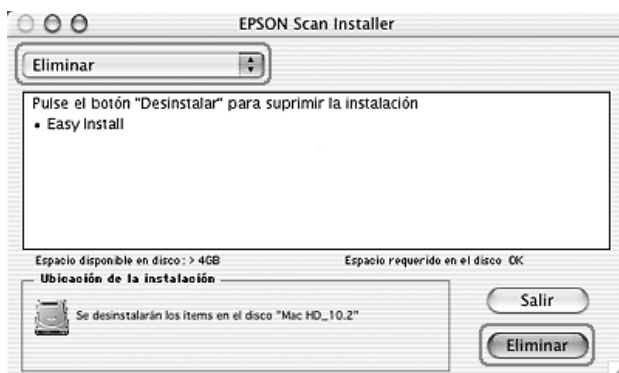 EPSON Scan Installer
Eliminar
Pulse el botón "Desinstalar" para suprimir la instalación
• Easy Install
Espacio disponible en disco: > 4GB Espacio requerido en el disco OK
Ubicación de la instalación
Se desinstalarán los items en el disco "Mac HD_10.2"
Salir
Eliminar